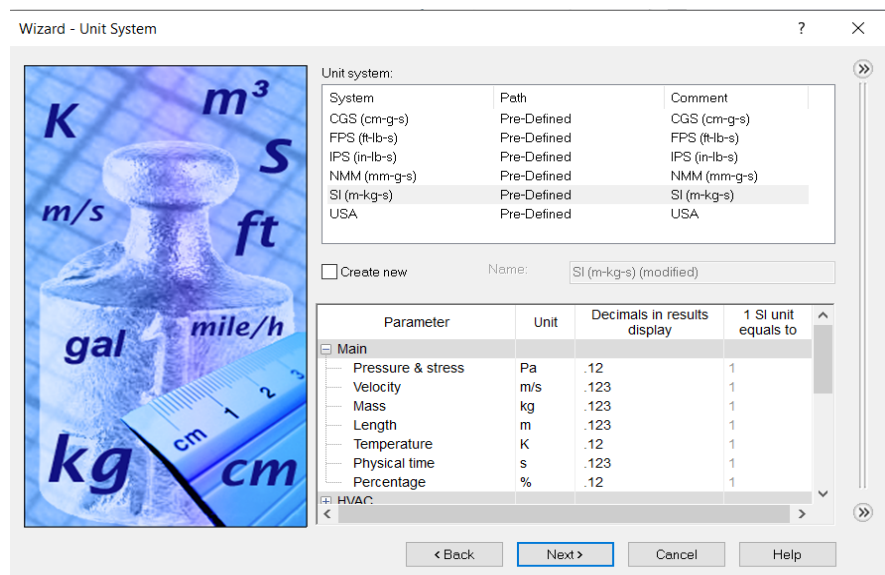 Wizard - Unit System ? ×
K
m³
s
m/s
ft
gal
mile/h
1 2 3
cm
kg
cm
Unit system:
System Path Comment
CGS (cm-g-s) Pre-Defined CGS (cm-g-s)
FPS (ft-lb-s) Pre-Defined FPS (ft-lb-s)
IPS (in-lb-s) Pre-Defined IPS (in-lb-s)
NMM (mm-g-s) Pre-Defined NMM (mm-g-s)
SI (m-kg-s) Pre-Defined SI (m-kg-s)
USA Pre-Defined USA
Create new Name: SI (m-kg-s) (modified)
Parameter Unit Decimals in results display 1 SI unit equals to
Main
Pressure & stress Pa .12 1
Velocity m/s .123 1
Mass kg .123 1
Length m .123 1
Temperature K .12 1
Physical time s .123 1
Percentage % .12 1
HVAC
< Back Next > Cancel Help